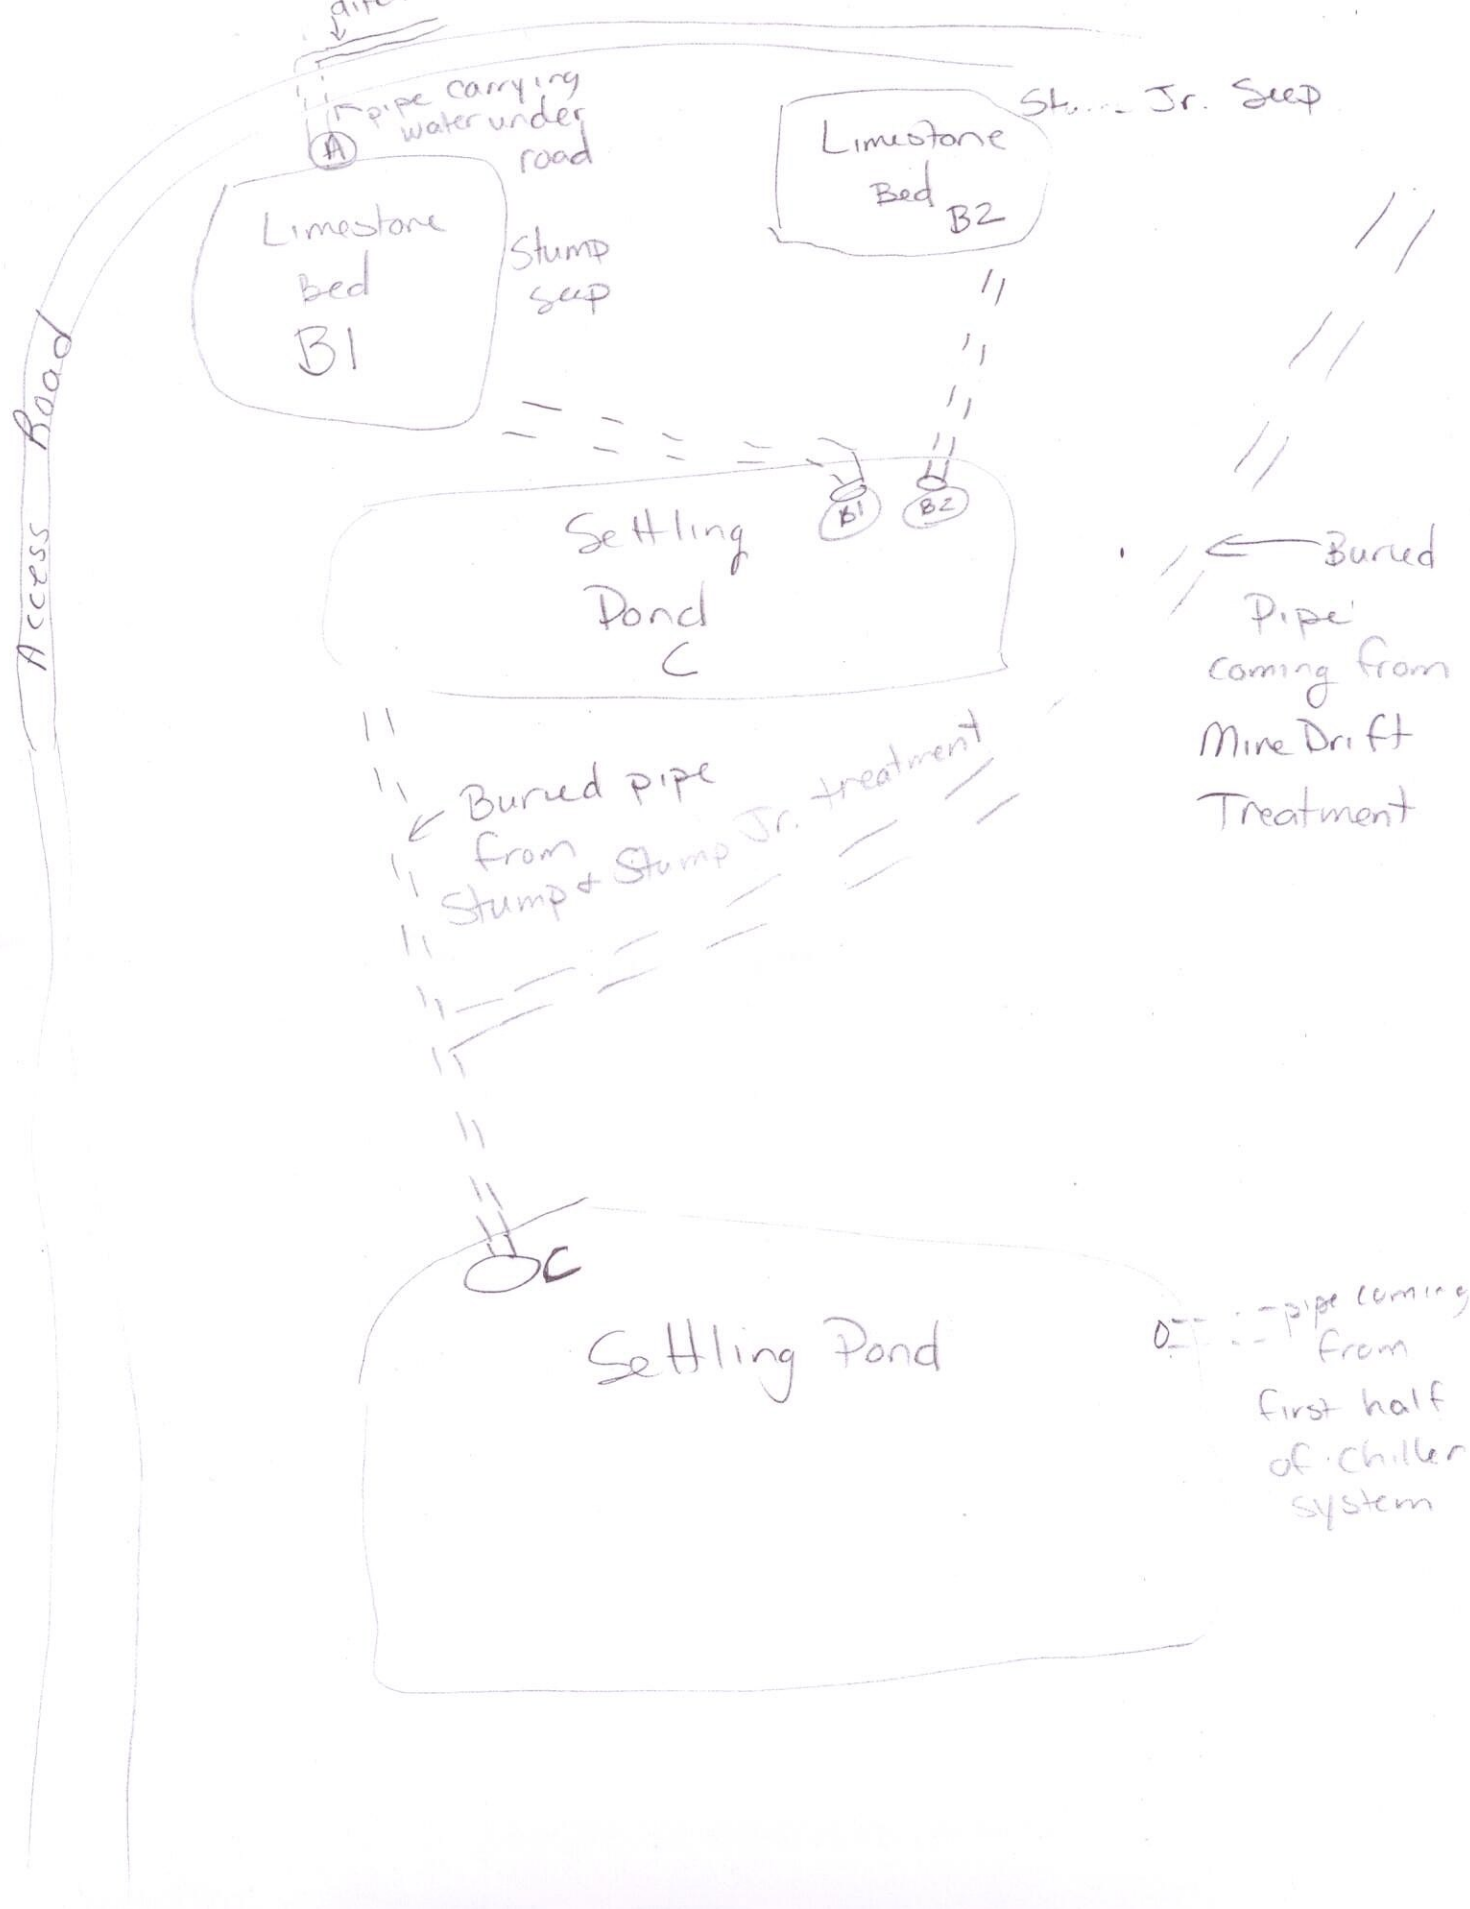 pipe carrying
water under
road
A
Limestone
Bed
B1
Stump
seep
Limestone
Bed
B2
Jr. Seep
Access Road
B1
B2
Settling
Pond
C
Buried
Pipe
coming from
Mine Drift
Treatment
Buried pipe
from
Stump & Stump Jr. treatment
C
Settling Pond
pipe coming
from
first half
of chiller
system